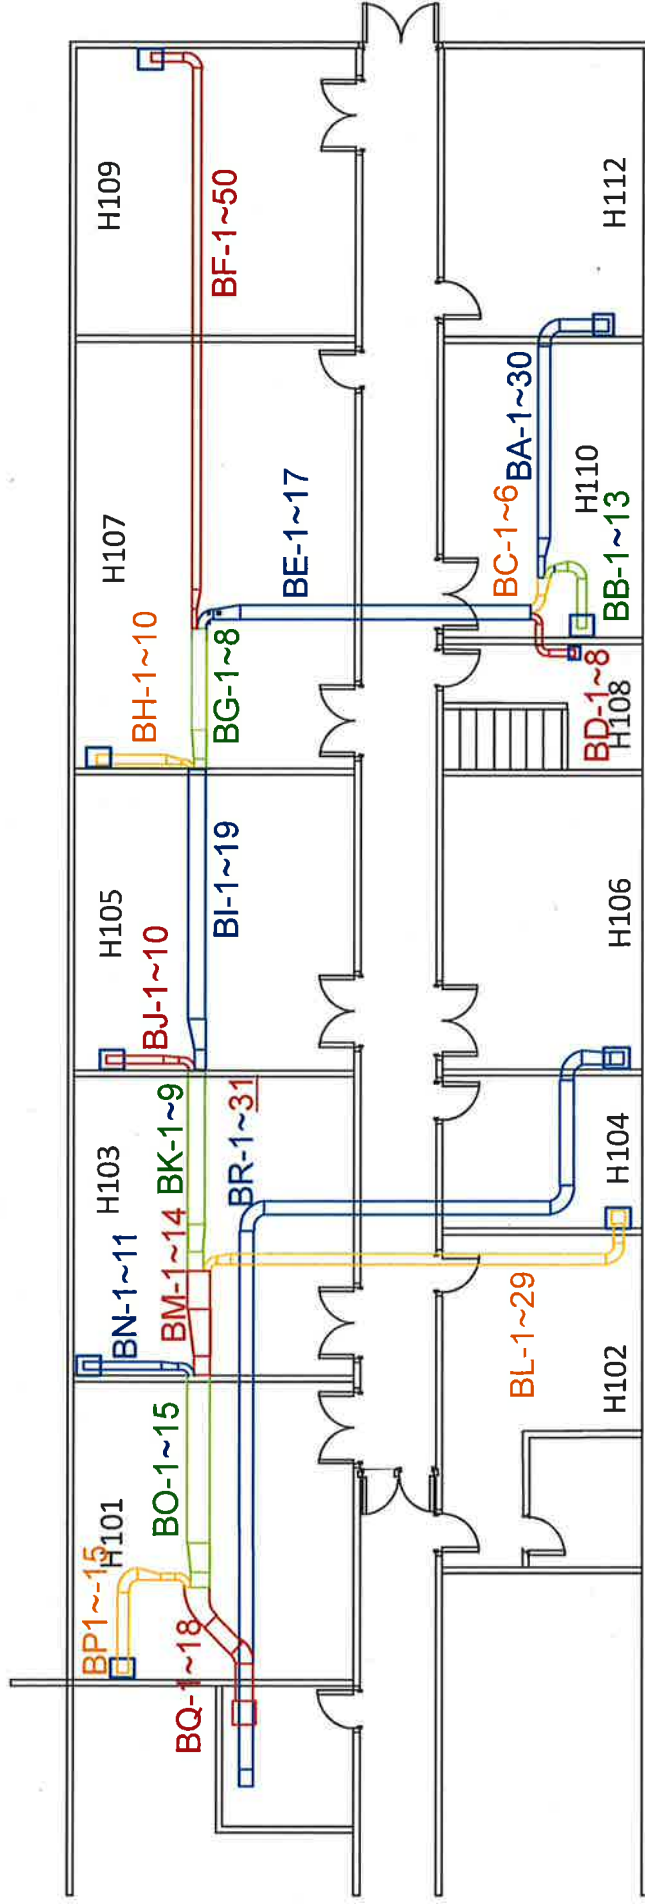 H109
BF-1~50
H107
BH-1~10
BG-1~8
BE-1~17
H105
BJ-1~10
BI-1~19
H103
BK-1~9
BR-1~31
BN-1~11
BM-1~14
H101
BO-1~15
BP1~-15
BQ-1~18
H112
BA-1~30
H110
BC-1~6
BB-1~13
BD-1~8
H108
H106
H104
BL-1~29
H102